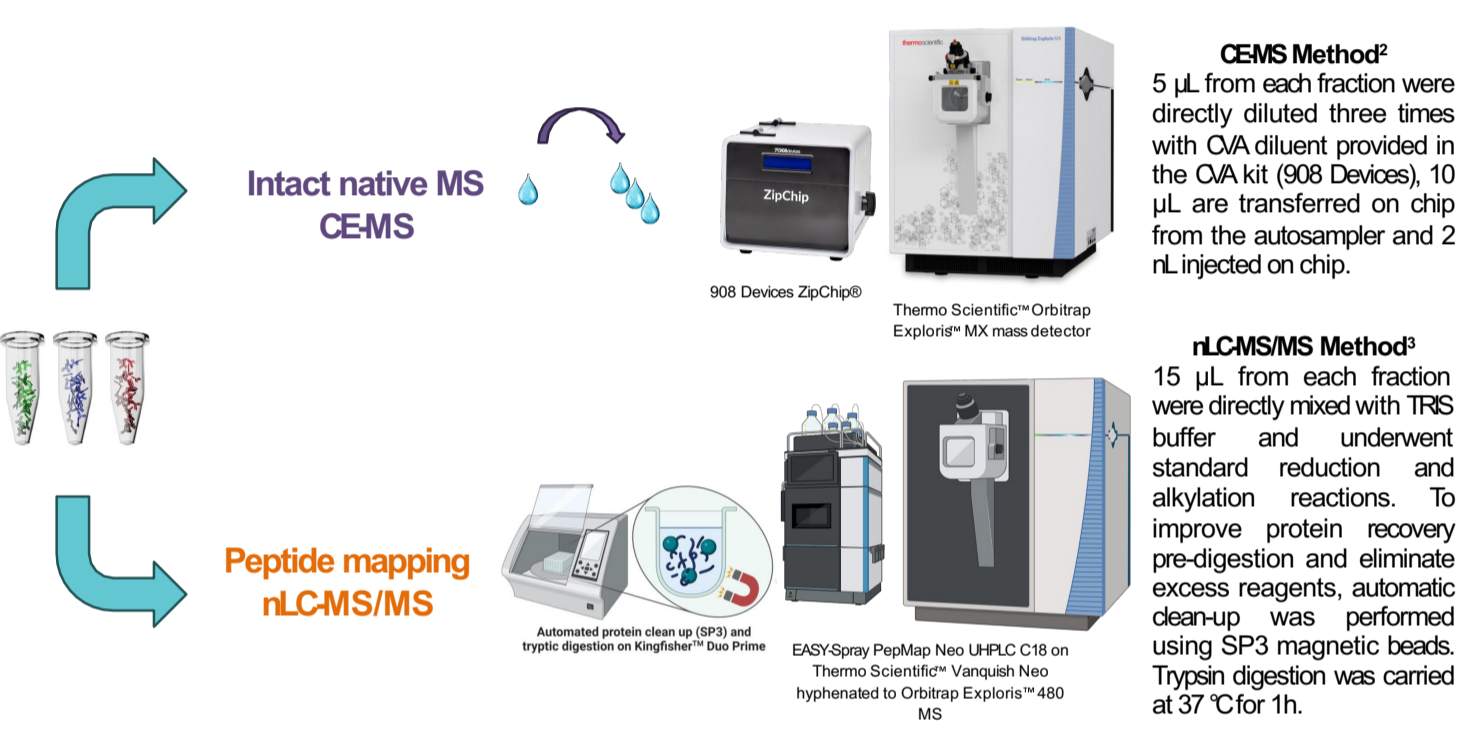 Intact native MS
CE-MS
908 Devices ZipChip®
Thermo Scientific™ Orbitrap
Exploris™ MX mass detector
CE-MS Method²
5 µL from each fraction were
directly diluted three times
with CVA diluent provided in
the CVA kit (908 Devices), 10
µL are transferred on chip
from the autosampler and 2
nL injected on chip.
thermoscientific
Orbitrap Exploris MX
ZipChip
Peptide mapping
nLC-MS/MS
Automated protein clean up (SP3) and
tryptic digestion on Kingfisher™ Duo Prime
EASY-Spray PepMap Neo UHPLC C18 on
Thermo Scientific™ Vanquish Neo
hyphenated to Orbitrap Exploris™ 480
MS
nLC-MS/MS Method³
15 µL from each fraction
were directly mixed with TRIS
buffer and underwent
standard reduction and
alkylation reactions. To
improve protein recovery
pre-digestion and eliminate
excess reagents, automatic
clean-up was performed
using SP3 magnetic beads.
Trypsin digestion was carried
at 37 °C for 1h.